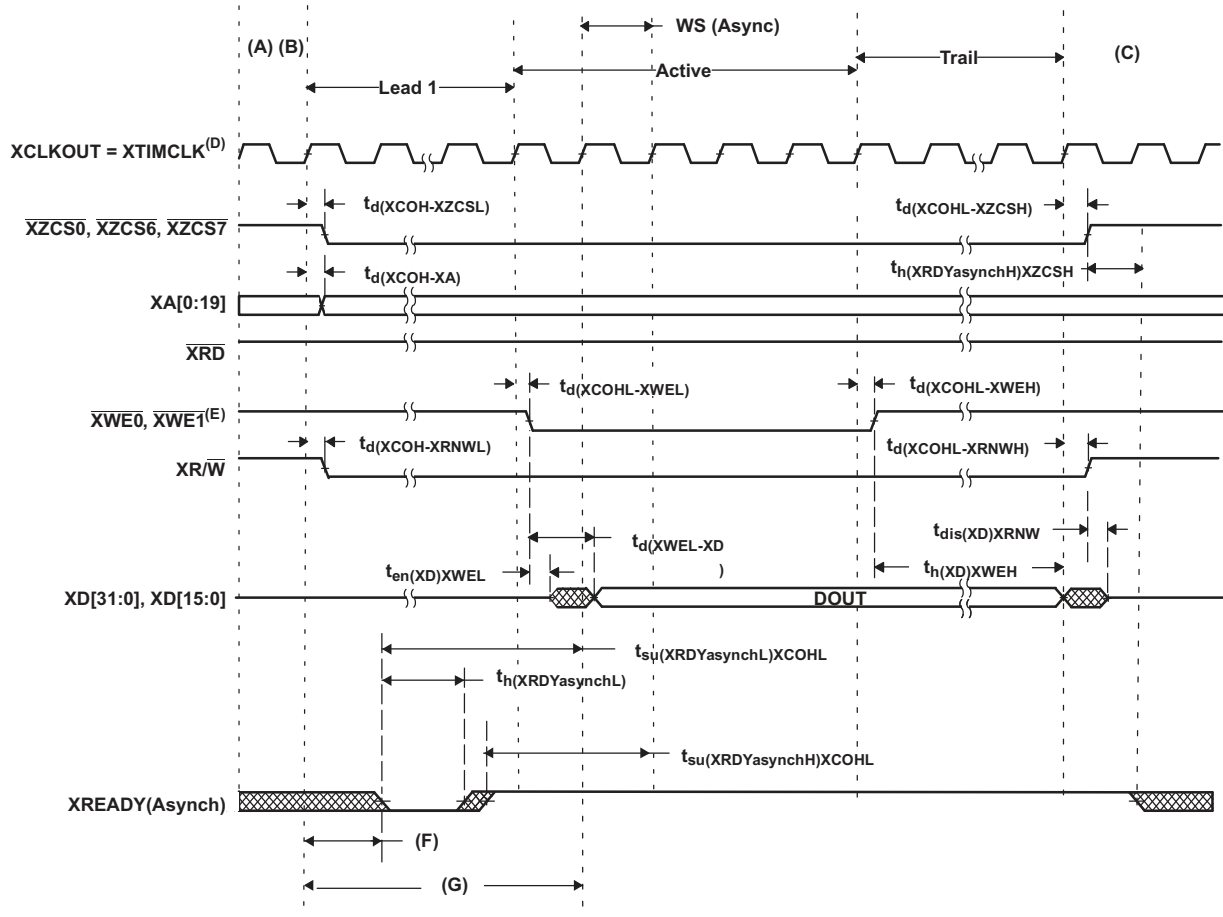 WS (Async)
(A) (B)
(C)
Trail
Active
Lead 1
XCLKOUT = XTIMCLK(D)
td(XCOH-XZCSL)
td(XCOHL-XZCSH)
XZCS0, XZCS6, XZCS7
th(XRDYasynchH)XZCSH
td(XCOH-XA)
XA[0:19]
XRD
td(XCOHL-XWEL)
td(XCOHL-XWEH)
XWE0, XWE1(E)
td(XCOH-XRNWL)
td(XCOHL-XRNWH)
XR/W
tdis(XD)XRNW
td(XWEL-XD
)
ten(XD)XWEL
th(XD)XWEH
XD[31:0], XD[15:0]
DOUT
tsu(XRDYasynchL)XCOHL
th(XRDYasynchL)
tsu(XRDYasynchH)XCOHL
XREADY(Asynch)
(F)
(G)